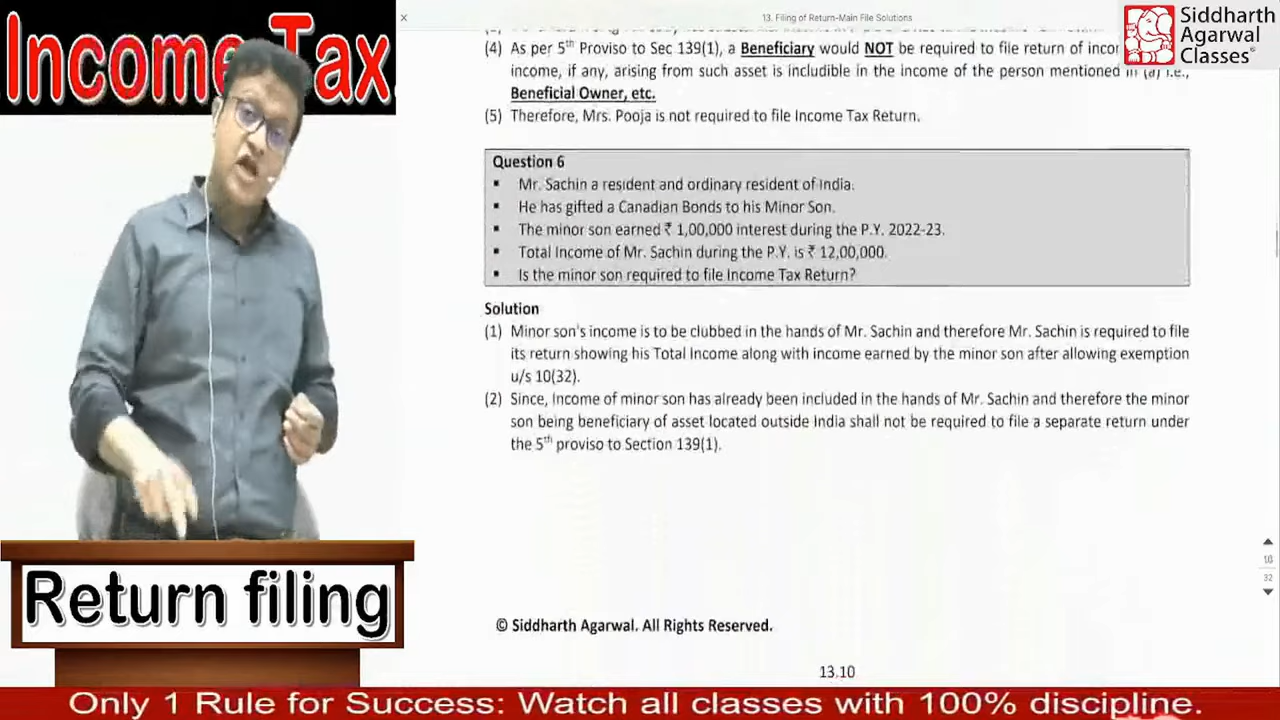 Income Tax
13. Filing of Return-Main File Solutions
Siddharth
Agarwal
Classes®
(4) As per 5th Proviso to Sec 139(1), a Beneficiary would NOT be required to file return of
income, if any, arising from such asset is includible in the income of the person mentioned in (a) i.e.,
Beneficial Owner, etc.
(5) Therefore, Mrs. Pooja is not required to file Income Tax Return.
Question 6
▪ Mr. Sachin a resident and ordinary resident of India.
▪ He has gifted a Canadian Bonds to his Minor Son.
▪ The minor son earned ₹ 1,00,000 interest during the P.Y. 2022-23.
▪ Total Income of Mr. Sachin during the P.Y. is ₹ 12,00,000.
▪ Is the minor son required to file Income Tax Return?
Solution
(1) Minor son's income is to be clubbed in the hands of Mr. Sachin and therefore Mr. Sachin is required to file
its return showing his Total Income along with income earned by the minor son after allowing exemption
u/s 10(32).
(2) Since, Income of minor son has already been included in the hands of Mr. Sachin and therefore the minor
son being beneficiary of asset located outside India shall not be required to file a separate return under
the 5th proviso to Section 139(1).
32
Return filing
© Siddharth Agarwal. All Rights Reserved.
13.10
Only 1 Rule for Success: Watch all classes with 100% discipline.